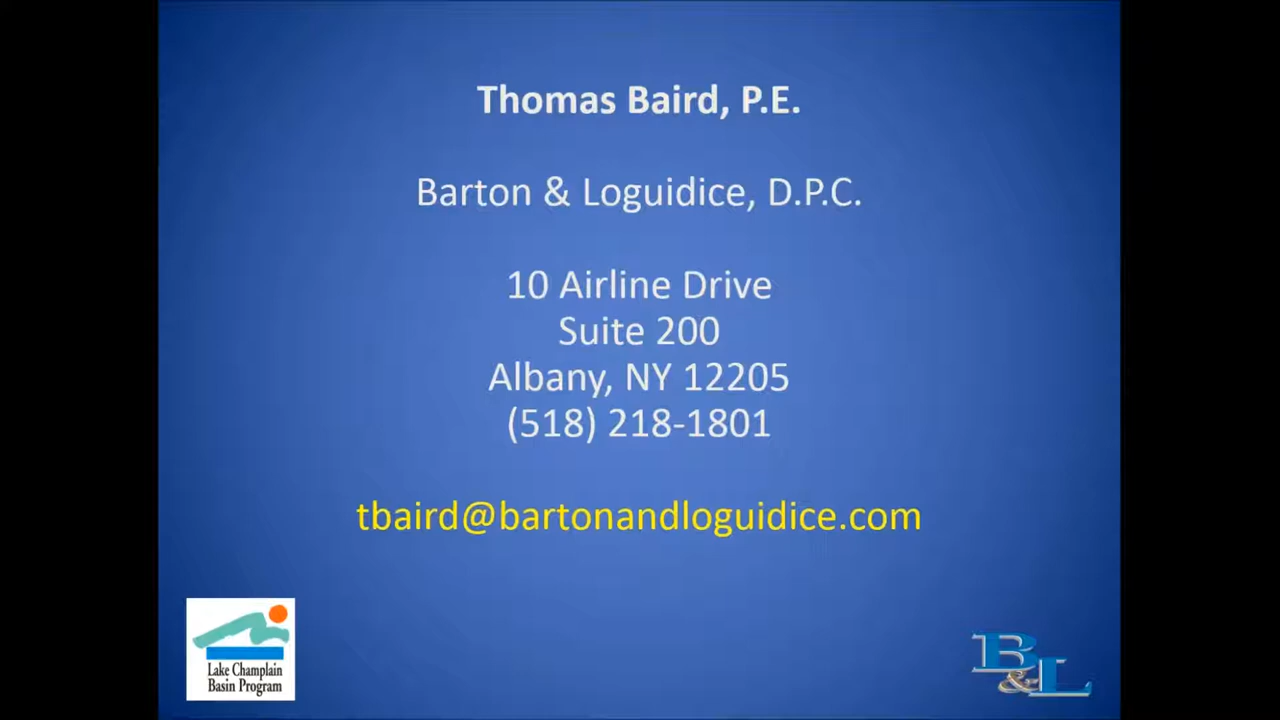 Thomas Baird, P.E.
Barton & Loguidice, D.P.C.
10 Airline Drive
Suite 200
Albany, NY 12205
(518) 218-1801
tbaird@bartonandloguidice.com
Lake Champlain
Basin Program
B&L